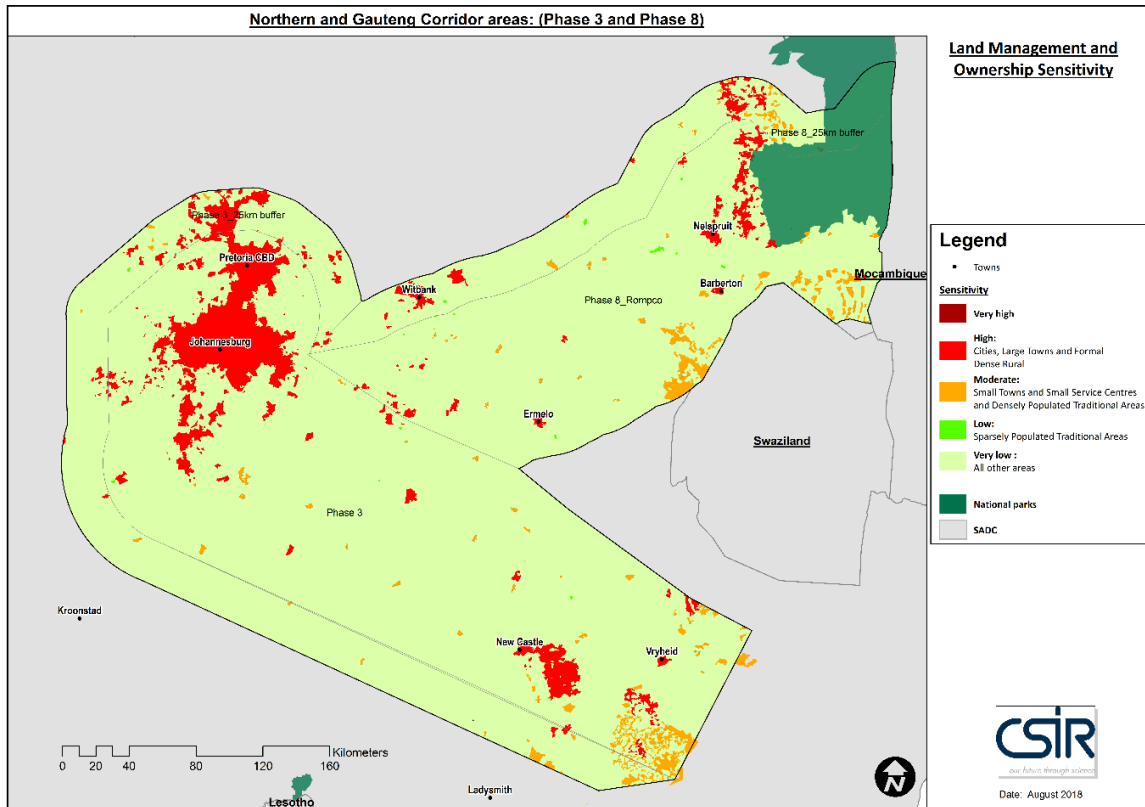 Northern and Gauteng Corridor areas: (Phase 3 and Phase 8)
Land Management and
Ownership Sensitivity
Phase 8_25km buffer
Phase 3_25km buffer
Nelspruit
Pretoria CBD
Mocambique
Witbank
Phase 8_Rompco
Barberton
Johannesburg
Ermelo
Swaziland
Phase 3
Kroonstad
New Castle
Vryheid
Ladysmith
Lesotho
Kilometers
0 20 40 80 120 160
N
Legend
Towns
Sensitivity
Very high
High:
Cities, Large Towns and Formal
Dense Rural
Moderate:
Small Towns and Small Service Centres
and Densely Populated Traditional Areas
Low:
Sparsely Populated Traditional Areas
Very low :
All other areas
National parks
SADC
CSIR
our future through science
Date: August 2018